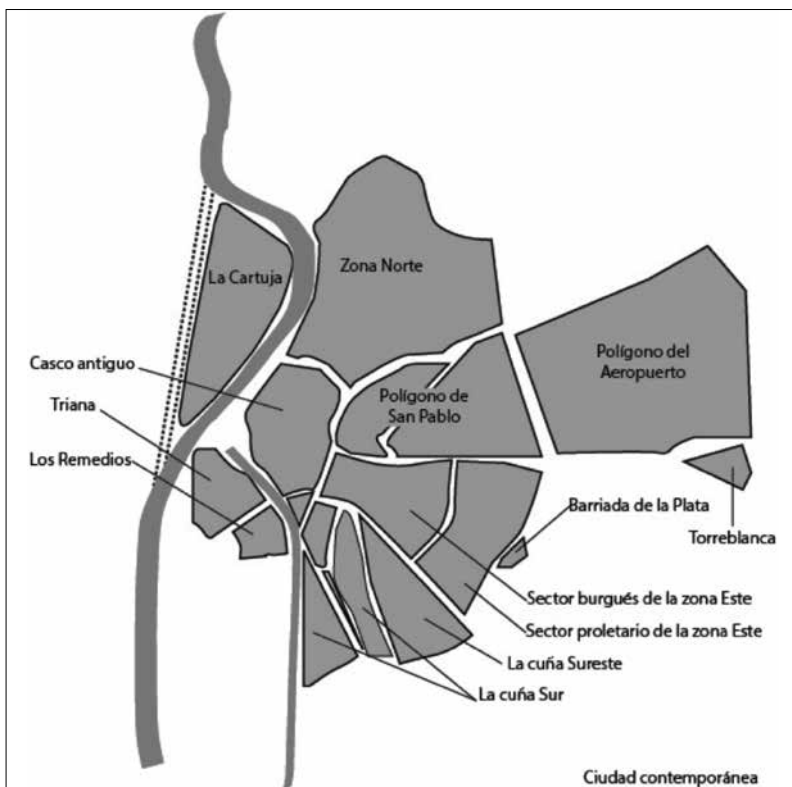 La Cartuja
Zona Norte
Polígono del
Aeropuerto
Casco antiguo
Triana
Polígono de
San Pablo
Los Remedios
Barriada de la Plata
Torreblanca
Sector burgués de la zona Este
Sector proletario de la zona Este
La cuña Sureste
La cuña Sur
Ciudad contemporánea